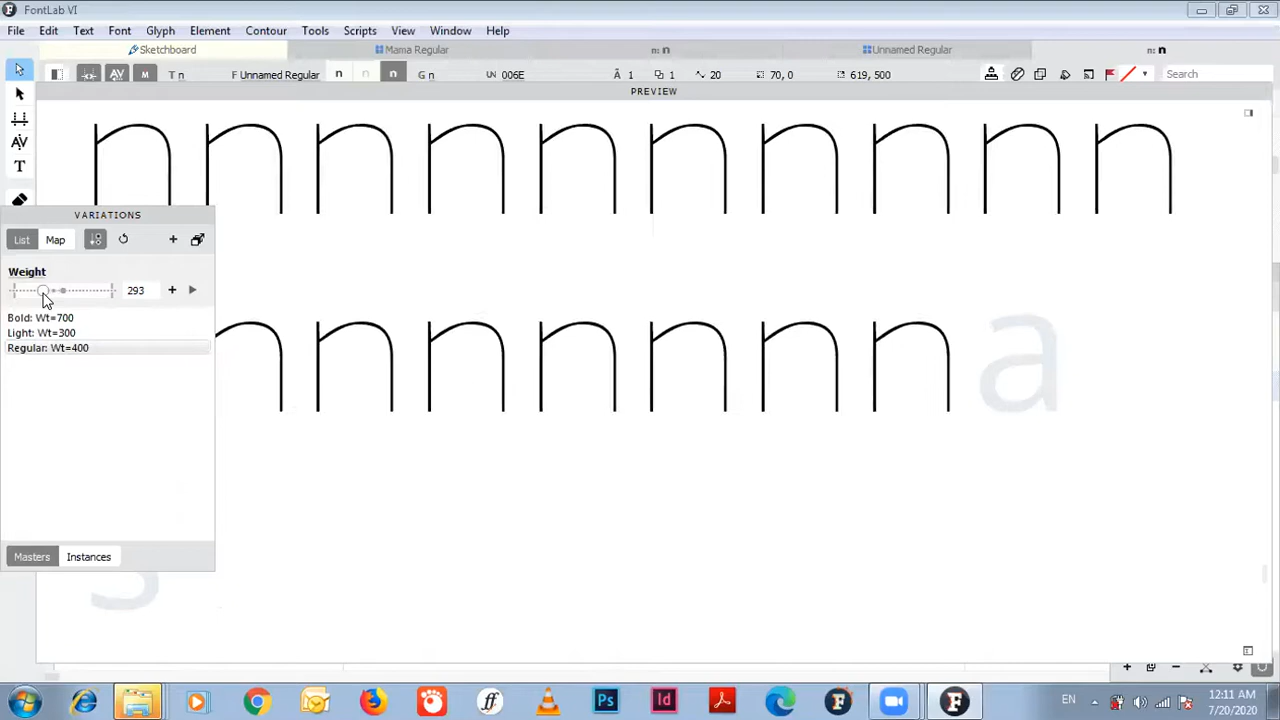 FontLab VI
File Edit Text Font Glyph Element Contour Tools Scripts View Window Help
Sketchboard Mama Regular n: n Unnamed Regular n: n
T n F Unnamed Regular n n n G n UN 006E 1 1 20 70, 0 619, 500 Search
PREVIEW
n n n n n n n n n n
VARIATIONS
List Map
Weight
293
Bold: Wt=700
Light: Wt=300
Regular: Wt=400
n n n n n n n a
Masters Instances
s
EN 12:11 AM
7/20/2020